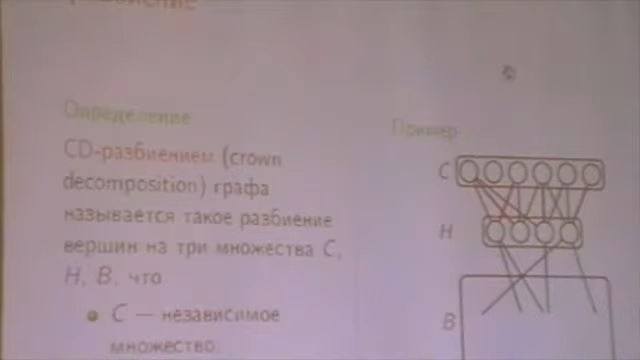 Определение
CD-разбиением (crown
decomposition) графа
называется такое разбиение
вершин на три множества C,
H, B, что
C — независимое
множество.
Пример
C
H
B